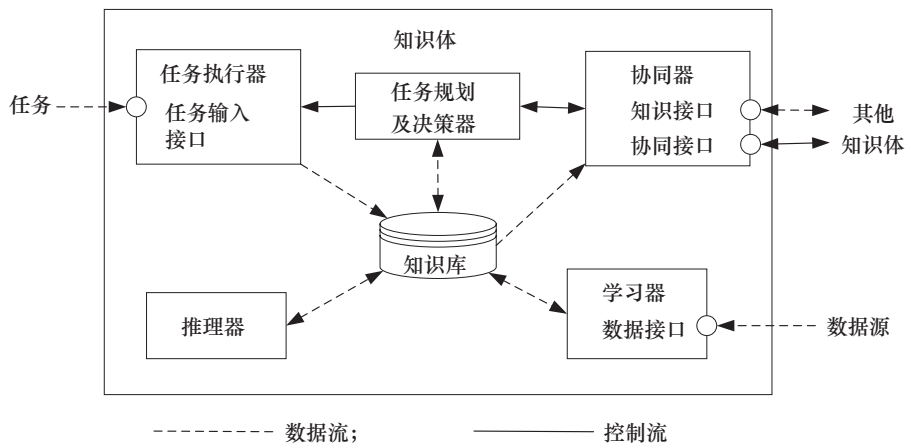 知识体
任务执行器
任务输入
接口
任务
任务规划
及决策器
协同器
知识接口
协同接口
其他
知识体
知识库
推理器
学习器
数据接口
数据源
数据流;
控制流